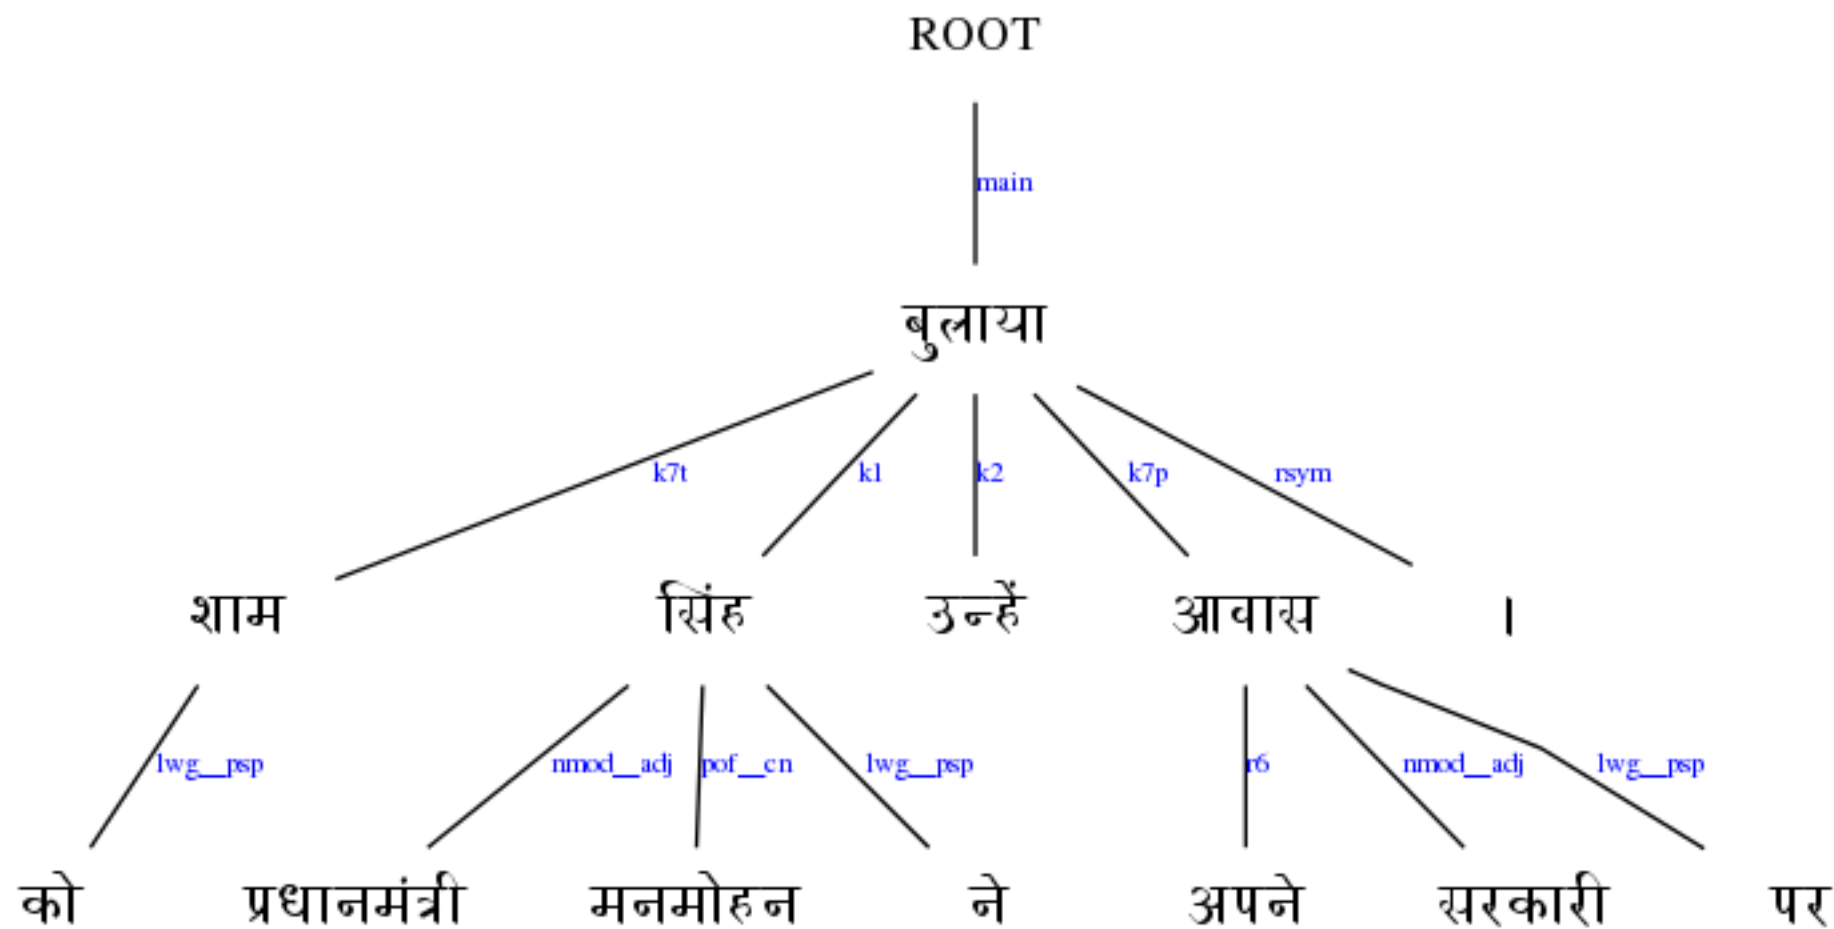 ROOT
main
बुलाया
k7t k1 k2 k7p rsym
शाम सिंह उन्हें आवास ।
lwg__psp nmod__adj pof__cn lwg__psp r6 nmod__adj lwg__psp
को प्रधानमंत्री मनमोहन ने अपने सरकारी पर